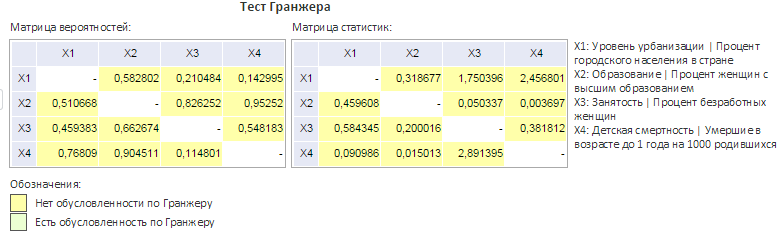 Тест Гранжера
Матрица вероятностей:
X1 X2 X3 X4
X1 - 0,582802 0,210484 0,142995
X2 0,510668 - 0,826252 0,95252
X3 0,459383 0,662674 - 0,548183
X4 0,76809 0,904511 0,114801 -
Матрица статистик:
X1 X2 X3 X4
X1 - 0,318677 1,750396 2,456801
X2 0,459608 - 0,050337 0,003697
X3 0,584345 0,200016 - 0,381812
X4 0,090986 0,015013 2,891395 -
X1: Уровень урбанизации | Процент
городского населения в стране
X2: Образование | Процент женщин с
высшим образованием
X3: Занятость | Процент безработных
женщин
X4: Детская смертность | Умершие в
возрасте до 1 года на 1000 родившихся
Обозначения:
Нет обусловленности по Гранжеру
Есть обусловленность по Гранжеру